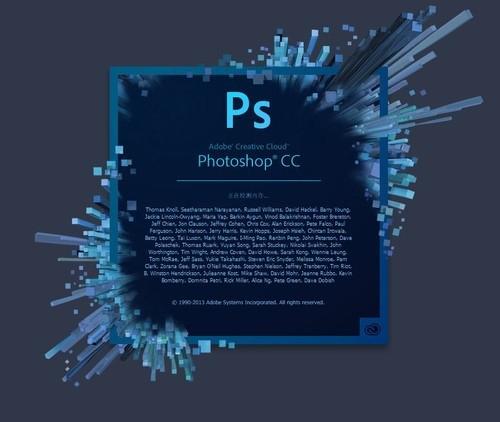 Ps
Adobe® Creative Cloud™
Photoshop® CC
正在检测内存...
Thomas Knoll, Seetharaman Narayanan, Russell Williams, David Hackel, Barry Young,
Jackie Lincoln-Owyang, Maria Yap, Barkin Aygun, Vinod Balakrishnan, Foster Brereton,
Jeff Chien, Jon Clauson, Jeffrey Cohen, Chris Cox, Alan Erickson, Pete Falco, Paul
Ferguson, John Hanson, Jerry Harris, Kevin Hopps, Joseph Hsieh, Chintan Intwala,
Betty Leong, Tai Luxon, Mark Maguire, I-Ming Pao, Renbin Peng, John Peterson, Dave
Polaschek, Thomas Ruark, Yuyan Song, Sarah Stuckey, Nikolai Svakhin, John
Worthington, Tim Wright, Andrew Coven, David Howe, Sarah Kong, Wennie Leung,
Tom McRae, Jeff Sass, Yukie Takahashi, Steven Eric Snyder, Melissa Monroe, Pam
Clark, Zorana Gee, Bryan O'Neil Hughes, Stephen Nielson, Jeffrey Tranberry, Tim Riot,
B. Winston Hendrickson, Julieanne Kost, Mike Shaw, David Mohr, Jeanne Rubbo, Kevin
Bomberry, Domnita Petri, Rick Miller, Alice Ng, Pete Green, Dave Dobish
© 1990-2013 Adobe Systems Incorporated. All rights reserved.